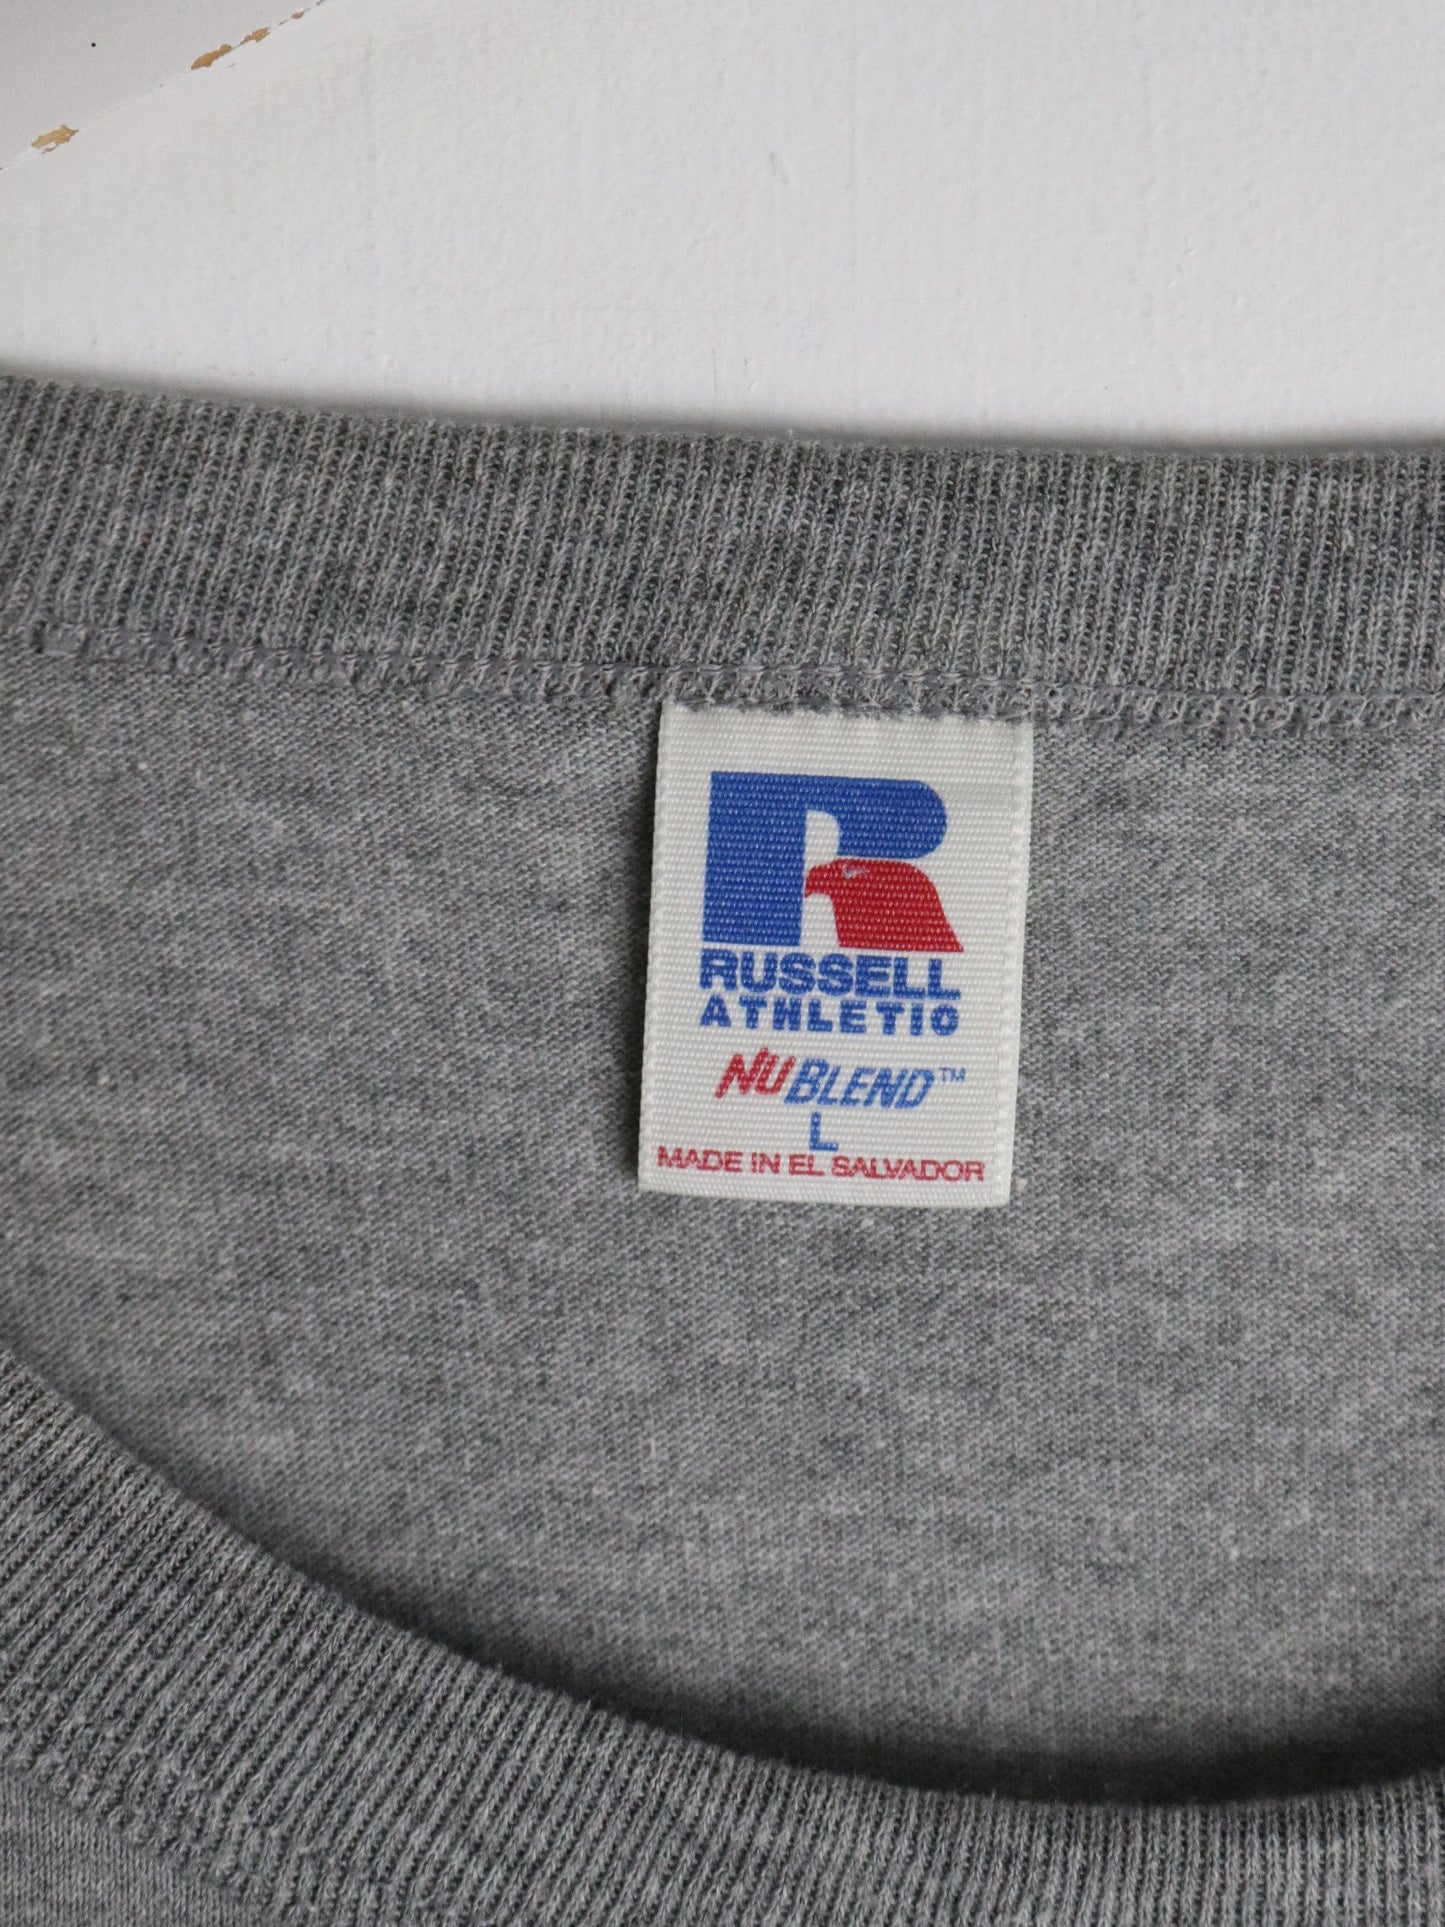 R
RUSSELL
ATHLETIC
NUBLEND™
L
MADE IN EL SALVADOR